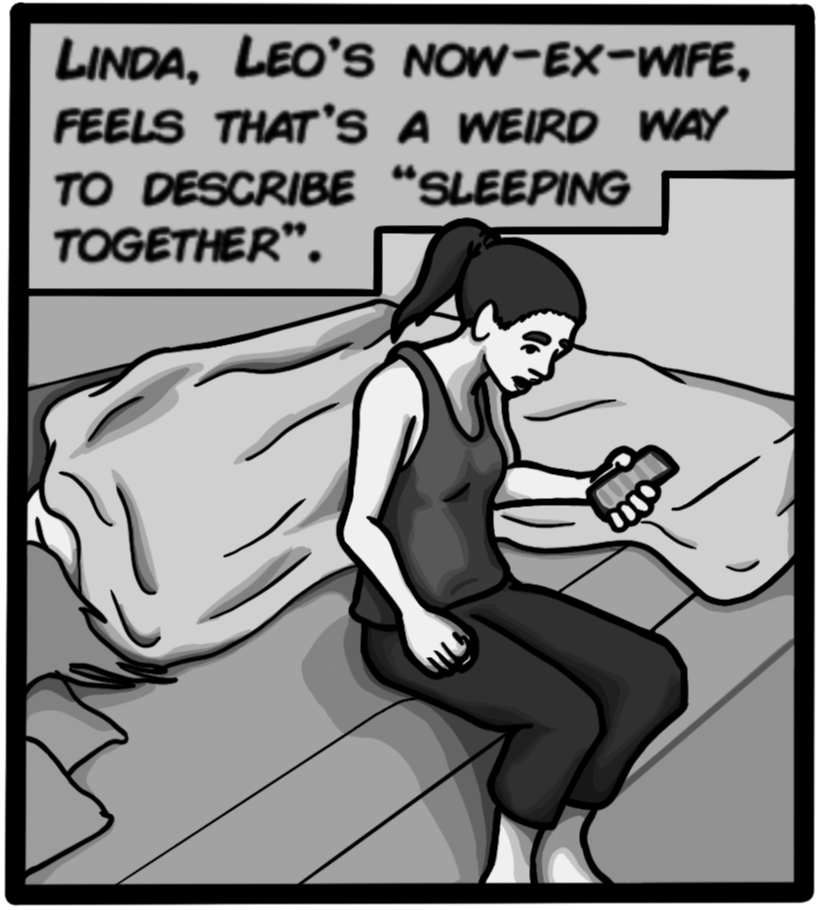 LINDA, LEO'S NOW-EX-WIFE,
FEELS THAT'S A WEIRD WAY
TO DESCRIBE “SLEEPING
TOGETHER”.